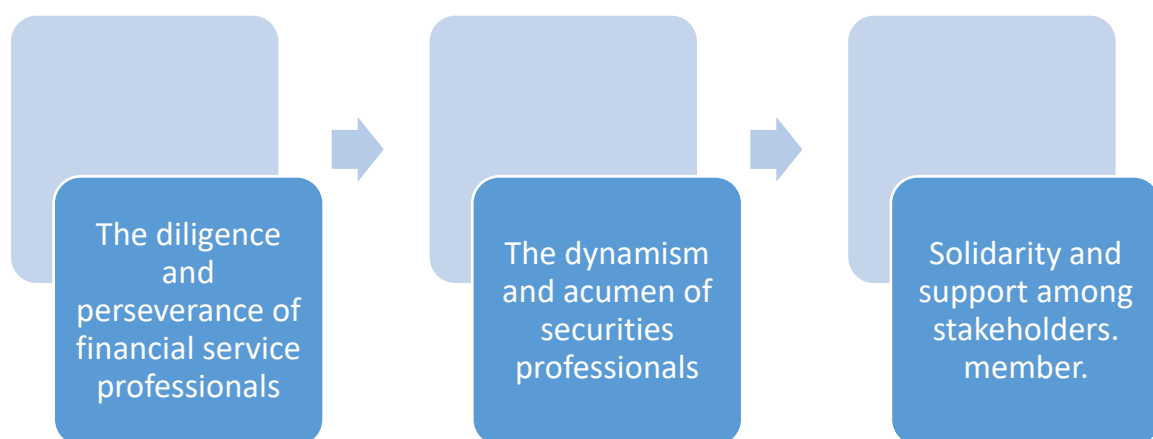 The diligence
and
perseverance of
financial service
professionals
The dynamism
and acumen of
securities
professionals
Solidarity and
support among
stakeholders.
member.